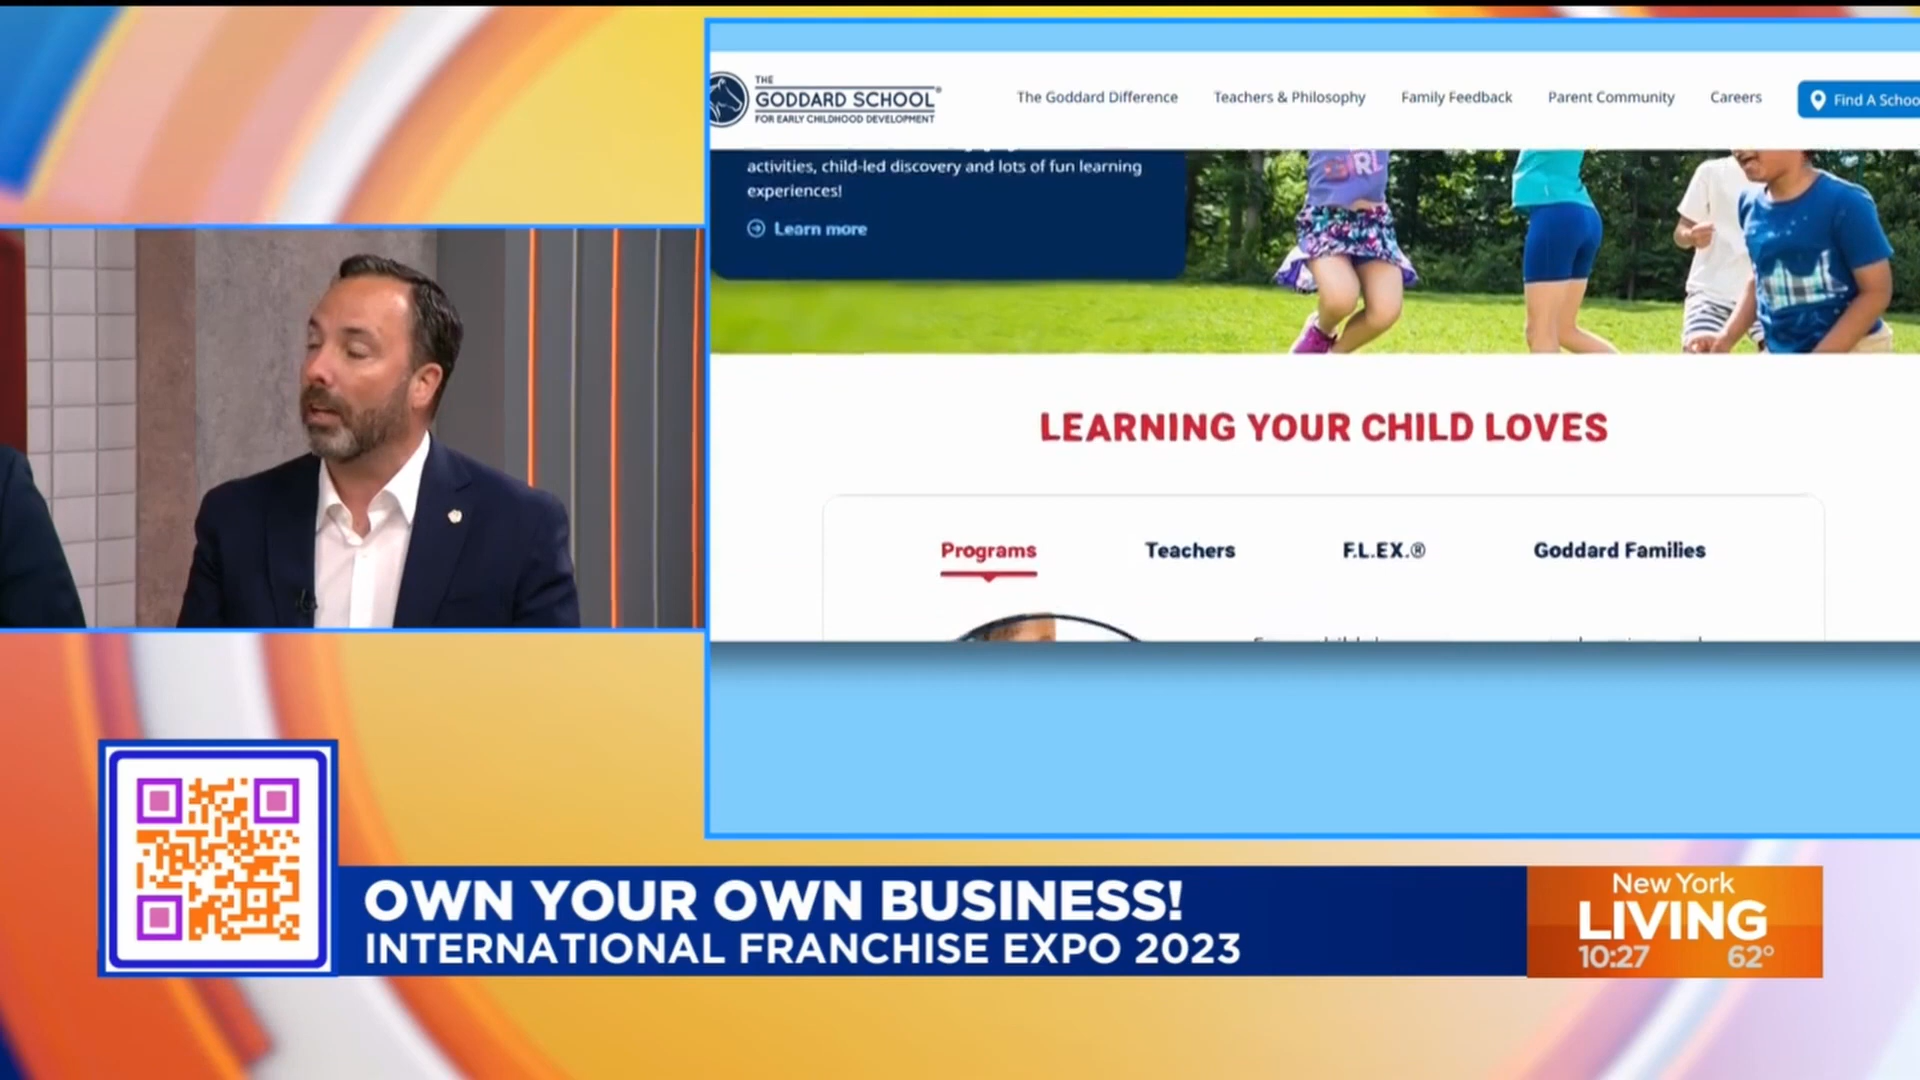 THE
GODDARD SCHOOL®
FOR EARLY CHILDHOOD DEVELOPMENT
The Goddard Difference
Teachers & Philosophy
Family Feedback
Parent Community
Careers
Find A
activities, child-led discovery and lots of fun learning
experiences!
Learn more
LEARNING YOUR CHILD LOVES
Programs
Teachers
F.L.EX.®
Goddard Families
OWN YOUR OWN BUSINESS!
INTERNATIONAL FRANCHISE EXPO 2023
New York
LIVING
10:27 62°